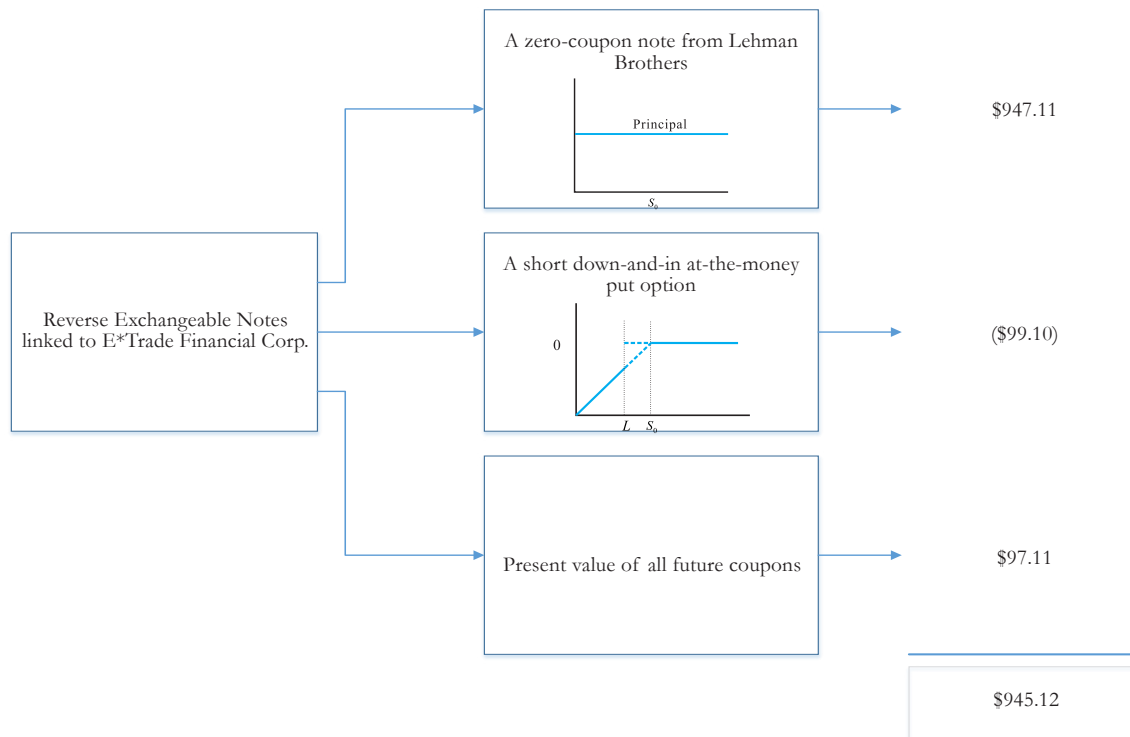 A zero-coupon note from Lehman
Brothers
Principal
S₀
$947.11
Reverse Exchangeable Notes
linked to E*Trade Financial Corp.
A short down-and-in at-the-money
put option
0
L S₀
($99.10)
Present value of all future coupons
$97.11
$945.12